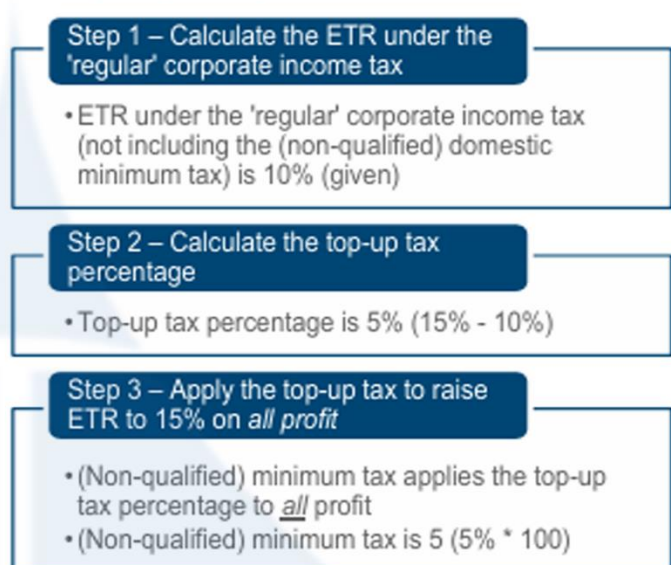 Step 1 – Calculate the ETR under the
'regular' corporate income tax
• ETR under the 'regular' corporate income tax
(not including the (non-qualified) domestic
minimum tax) is 10% (given)
Step 2 – Calculate the top-up tax
percentage
• Top-up tax percentage is 5% (15% - 10%)
Step 3 – Apply the top-up tax to raise
ETR to 15% on all profit
• (Non-qualified) minimum tax applies the top-up
tax percentage to all profit
• (Non-qualified) minimum tax is 5 (5% * 100)